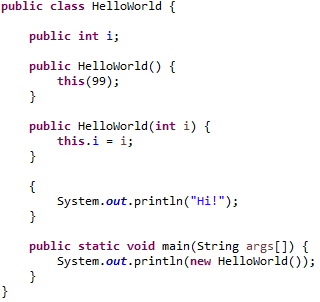 public class HelloWorld {
public int i;
public HelloWorld() {
this(99);
}
public HelloWorld(int i) {
this.i = i;
}
{
System.out.println("Hi!");
}
public static void main(String args[]) {
System.out.println(new HelloWorld());
}
}